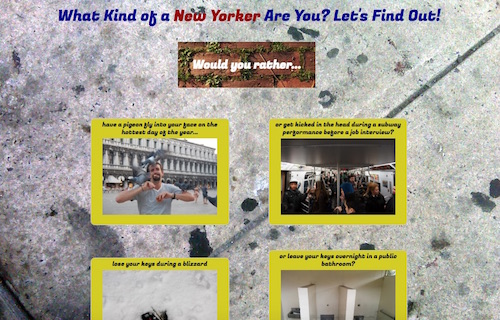 What Kind of a New Yorker Are You? Let's Find Out!
Would you rather...
have a pigeon fly into your face on the
hottest day of the year...
or get kicked in the head during a subway
performance before a job interview?
lose your keys during a blizzard
or leave your keys overnight in a public
bathroom?